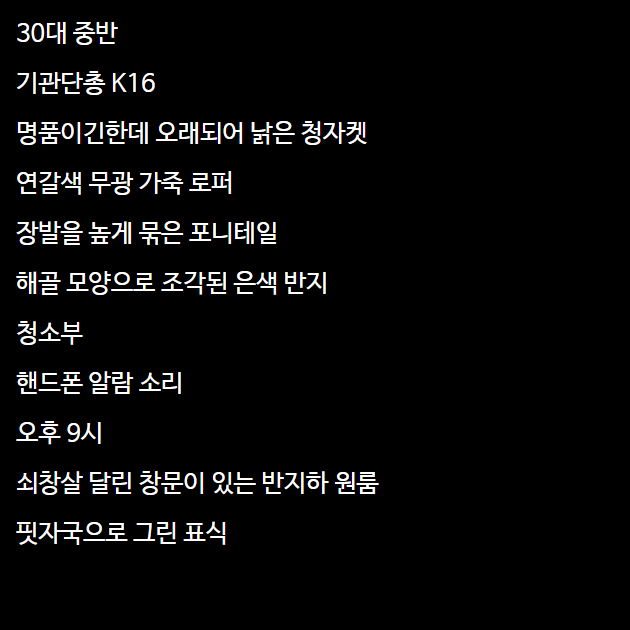 30대 중반
기관단총 K16
명품이긴한데 오래되어 낡은 청자켓
연갈색 무광 가죽 로퍼
장발을 높게 묶은 포니테일
해골 모양으로 조각된 은색 반지
청소부
핸드폰 알람 소리
오후 9시
쇠창살 달린 창문이 있는 반지하 원룸
핏자국으로 그린 표식